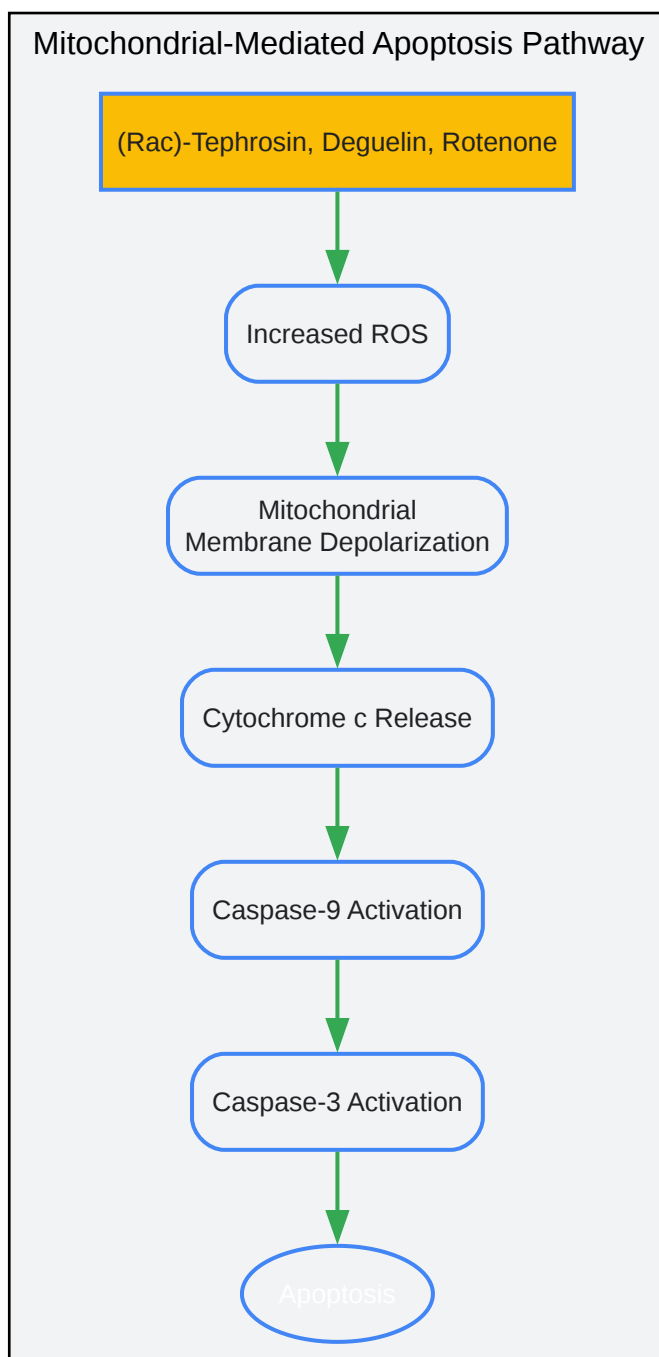 Mitochondrial-Mediated Apoptosis Pathway
(Rac)-Tephrosin, Deguelin, Rotenone
Increased ROS
Mitochondrial
Membrane Depolarization
Cytochrome c Release
Caspase-9 Activation
Caspase-3 Activation
Apoptosis